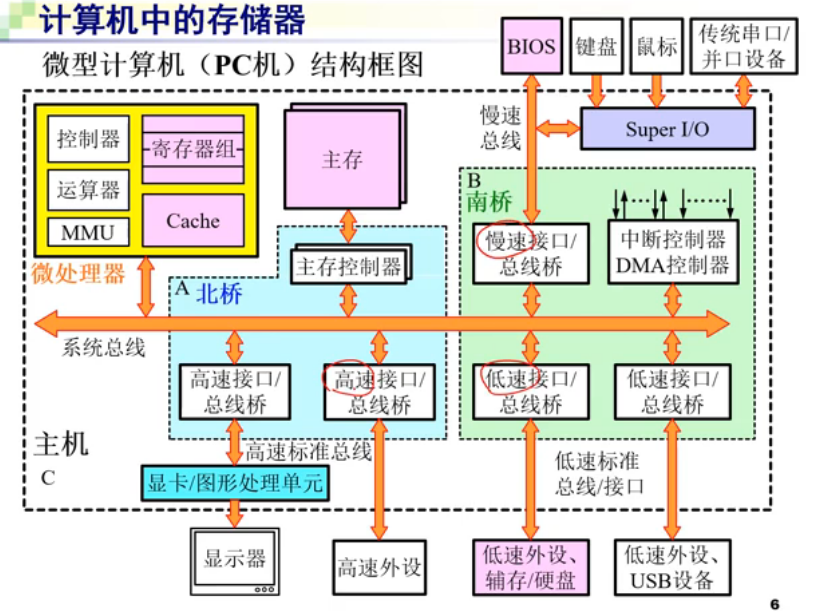 计算机中的存储器
微型计算机（PC机）结构框图
BIOS
键盘
鼠标
传统串口/
并口设备
慢速
总线
Super I/O
控制器
寄存器组
运算器
Cache
MMU
微处理器
主存
主存控制器
A
北桥
B
南桥
慢速接口/
总线桥
中断控制器
DMA控制器
系统总线
高速接口/
总线桥
高速接口/
总线桥
低速接口/
总线桥
低速接口/
总线桥
主机
C
高速标准总线
低速标准
总线/接口
显卡/图形处理单元
显示器
高速外设
低速外设、
辅存/硬盘
低速外设、
USB设备
6